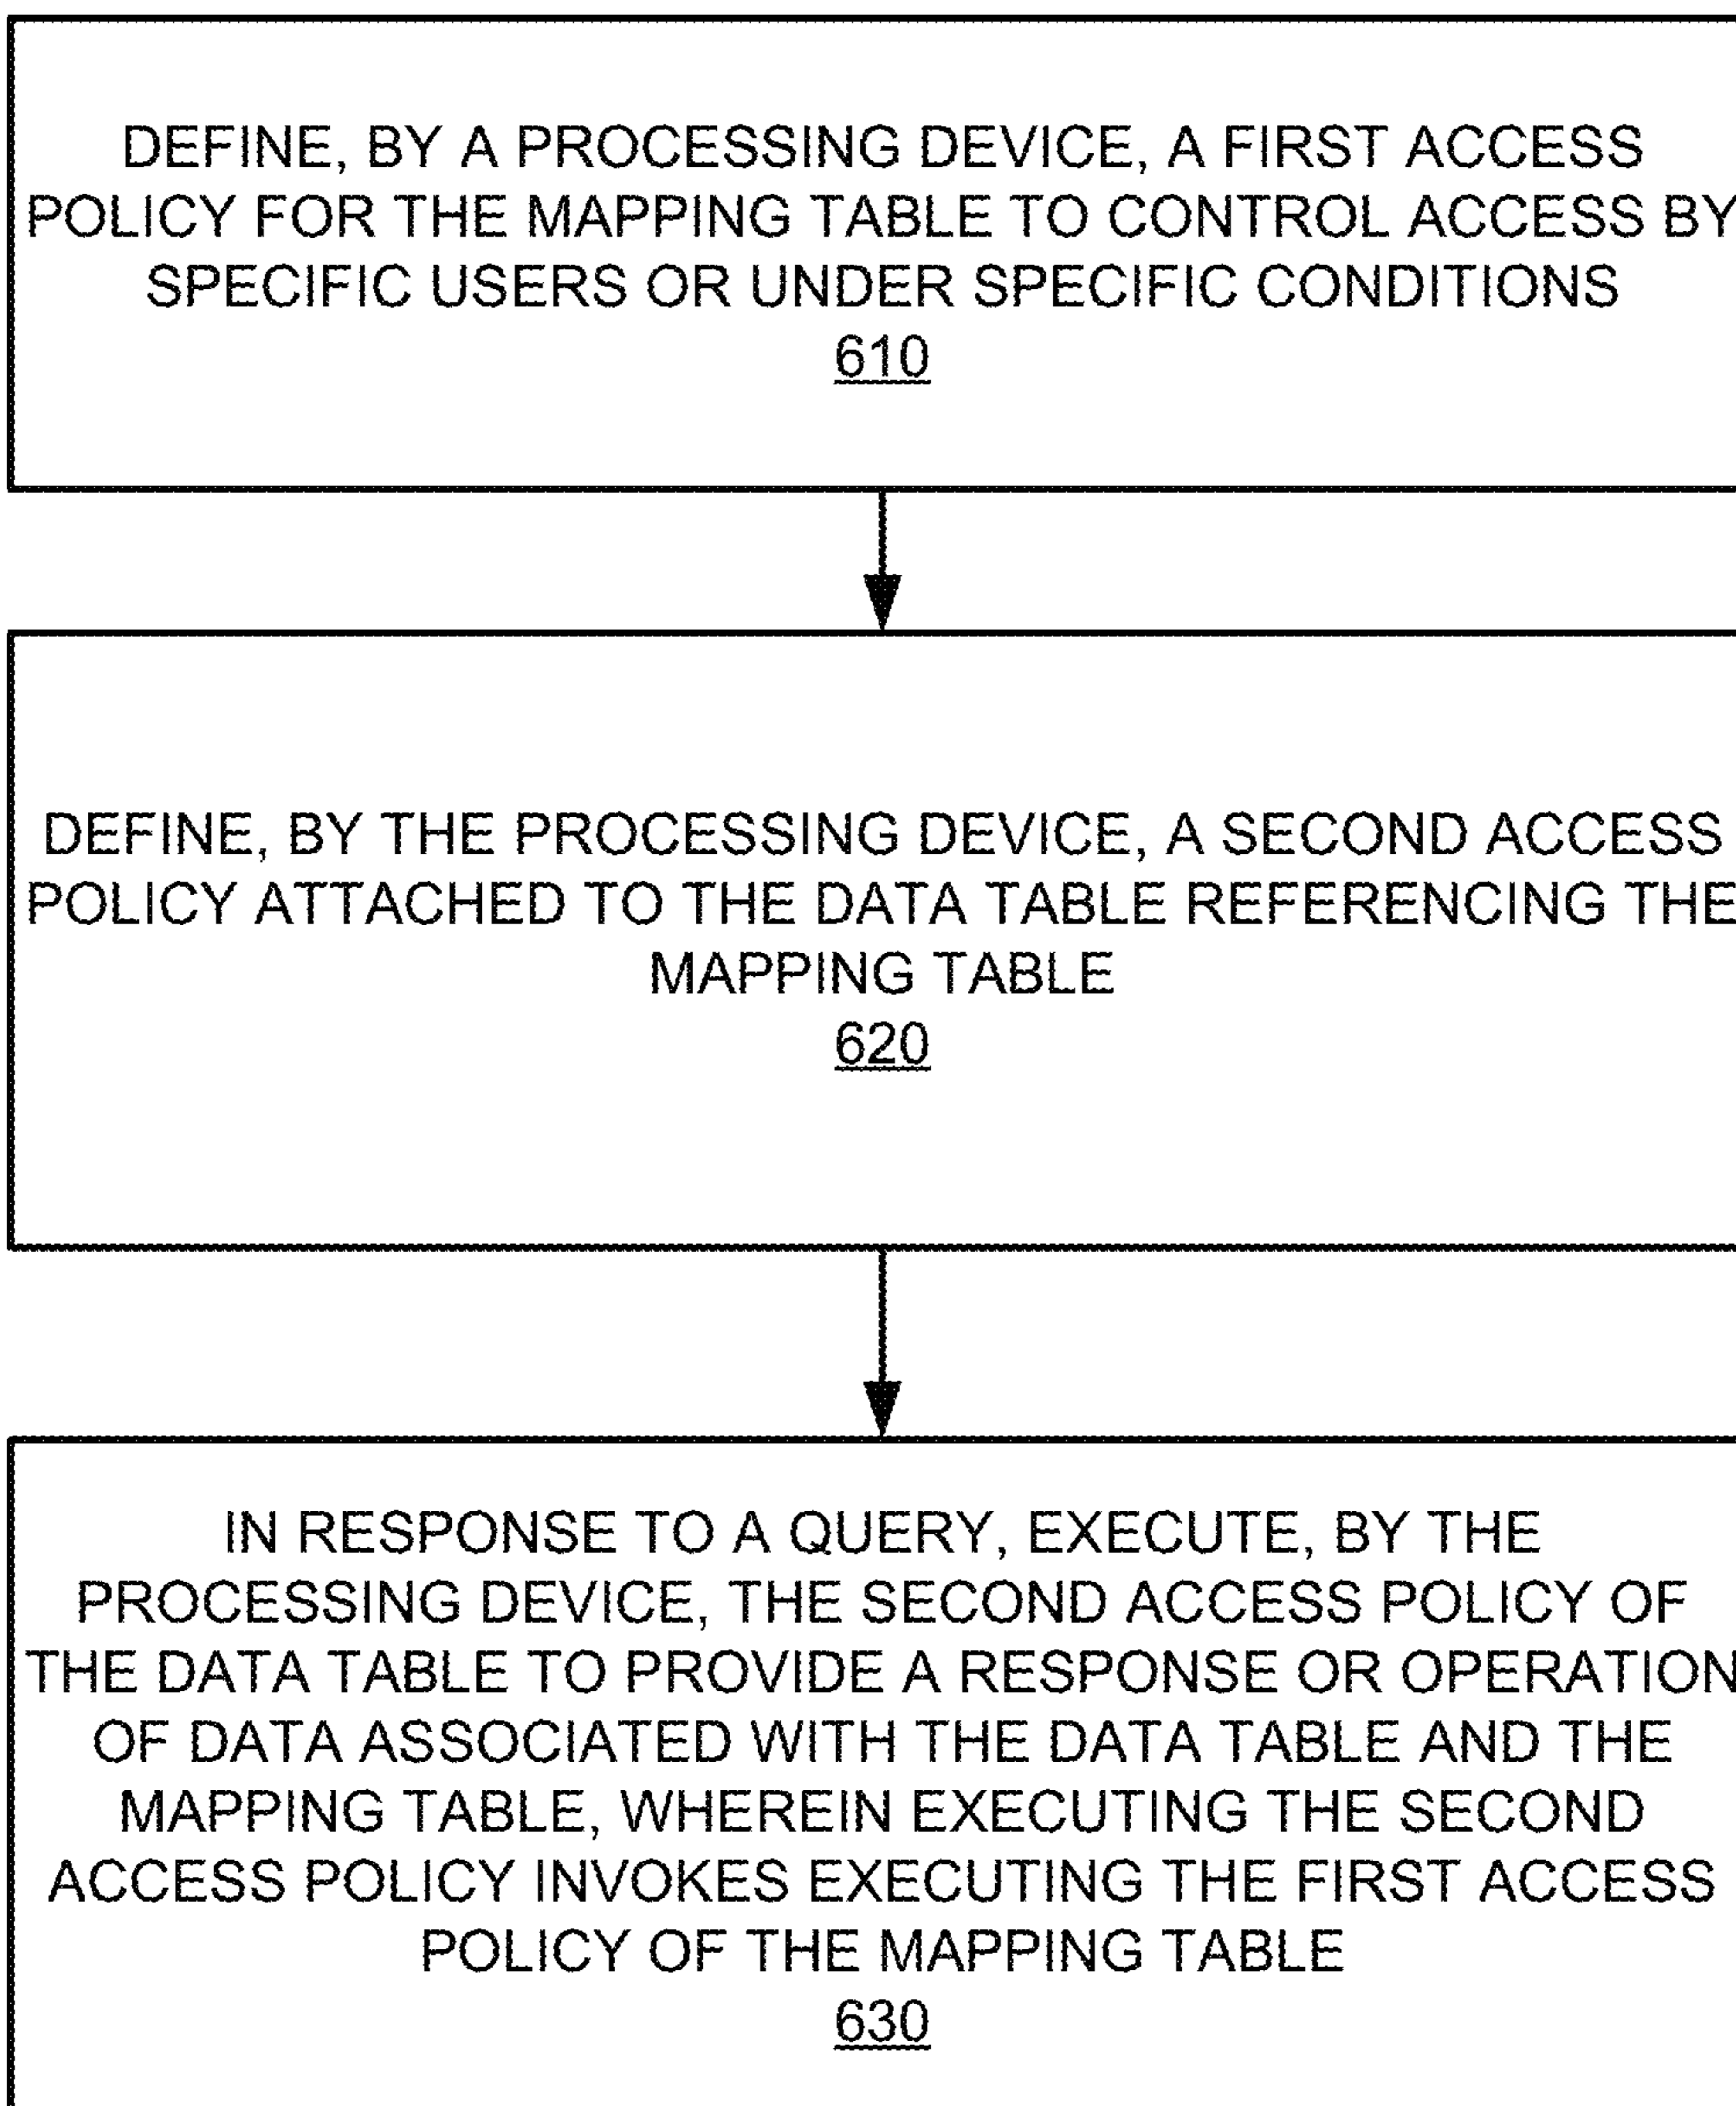 DEFINE, BY A PROCESSING DEVICE, A FIRST ACCESS
POLICY FOR THE MAPPING TABLE TO CONTROL ACCESS BY
SPECIFIC USERS OR UNDER SPECIFIC CONDITIONS
610
DEFINE, BY THE PROCESSING DEVICE, A SECOND ACCESS
POLICY ATTACHED TO THE DATA TABLE REFERENCING THE
MAPPING TABLE
620
IN RESPONSE TO A QUERY, EXECUTE, BY THE
PROCESSING DEVICE, THE SECOND ACCESS POLICY OF
THE DATA TABLE TO PROVIDE A RESPONSE OR OPERATION
OF DATA ASSOCIATED WITH THE DATA TABLE AND THE
MAPPING TABLE, WHEREIN EXECUTING THE SECOND
ACCESS POLICY INVOKES EXECUTING THE FIRST ACCESS
POLICY OF THE MAPPING TABLE
630